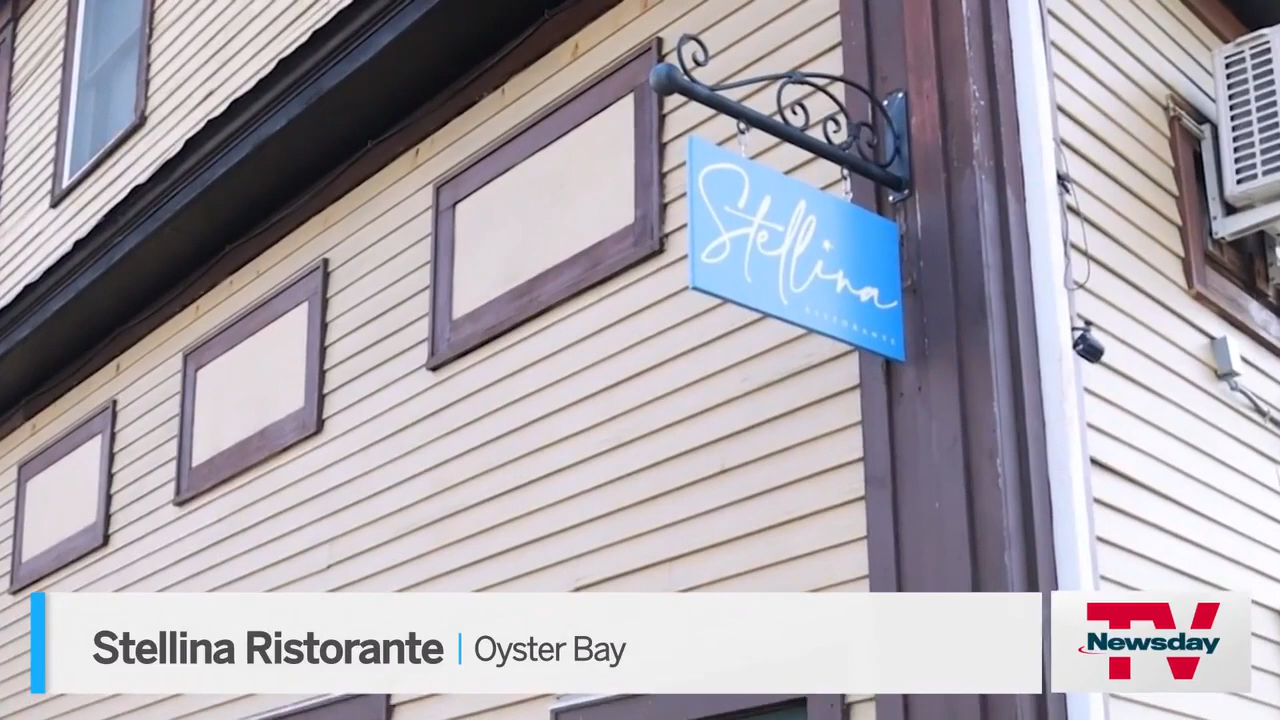 Stellina
RISTORANTE
Stellina Ristorante | Oyster Bay
TV
Newsday